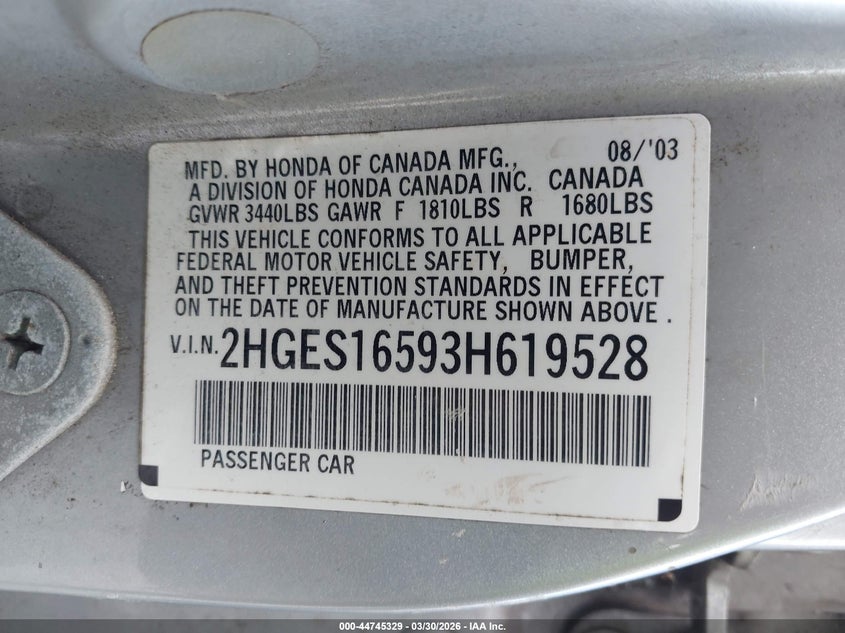 MFD. BY HONDA OF CANADA MFG., 08/'03
A DIVISION OF HONDA CANADA INC. CANADA
GVWR 3440LBS GAWR F 1810LBS R 1680LBS
THIS VEHICLE CONFORMS TO ALL APPLICABLE
FEDERAL MOTOR VEHICLE SAFETY, BUMPER,
AND THEFT PREVENTION STANDARDS IN EFFECT
ON THE DATE OF MANUFACTURE SHOWN ABOVE .
V.I.N. 2HGES16593H619528
PASSENGER CAR
000-44745329 - 03/30/2026 - IAA Inc.